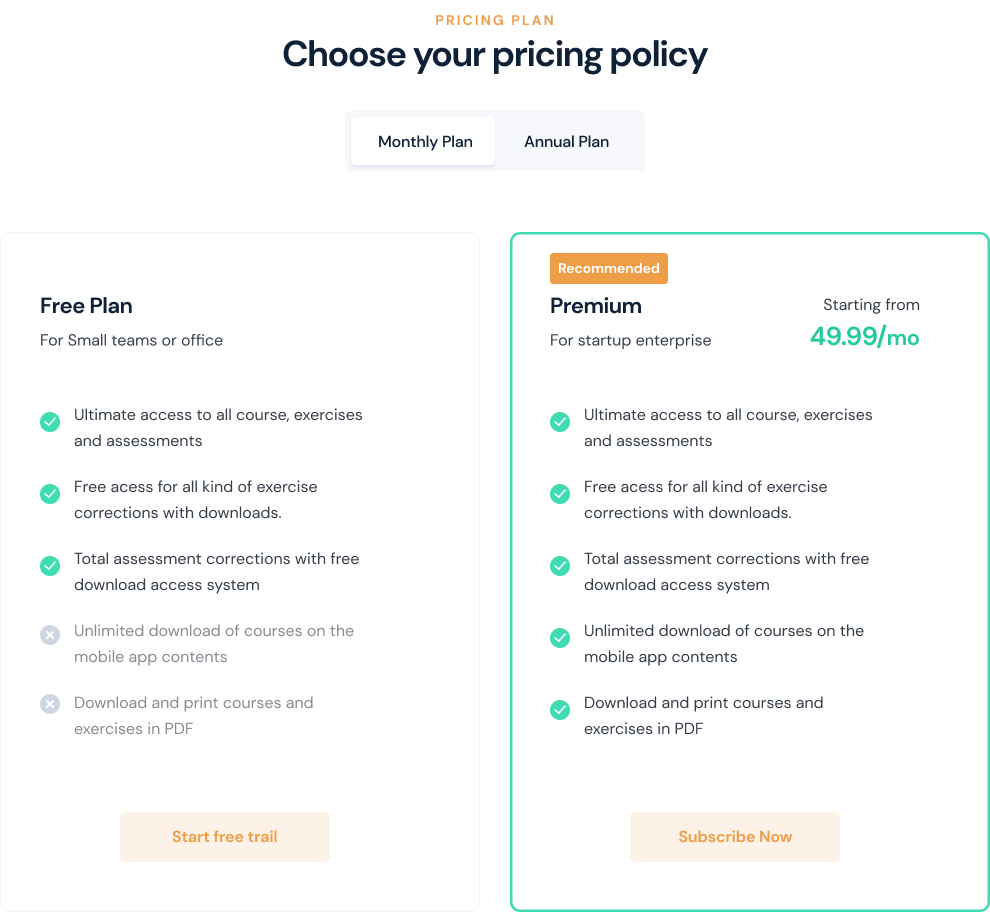 PRICING PLAN
Choose your pricing policy
Monthly Plan
Annual Plan
Free Plan
For Small teams or office
Ultimate access to all course, exercises
and assessments
Free acess for all kind of exercise
corrections with downloads.
Total assessment corrections with free
download access system
Unlimited download of courses on the
mobile app contents
Download and print courses and
exercises in PDF
Start free trail
Recommended
Premium
For startup enterprise
Starting from
49.99/mo
Ultimate access to all course, exercises
and assessments
Free acess for all kind of exercise
corrections with downloads.
Total assessment corrections with free
download access system
Unlimited download of courses on the
mobile app contents
Download and print courses and
exercises in PDF
Subscribe Now